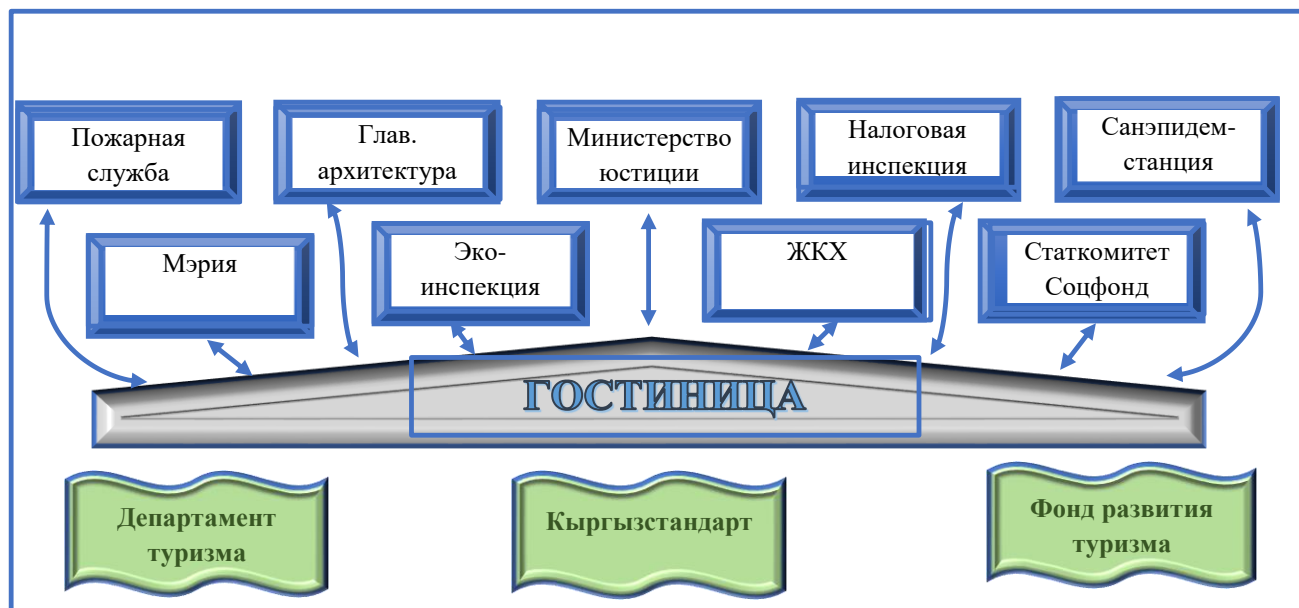 Пожарная
служба
Глав.
архитектура
Министерство
юстиции
Налоговая
инспекция
Санэпидем-
станция
Мэрия
Эко-
инспекция
ЖКХ
Статкомитет
Соцфонд
ГОСТИНИЦА
Департамент
туризма
Кыргызстандарт
Фонд развития
туризма